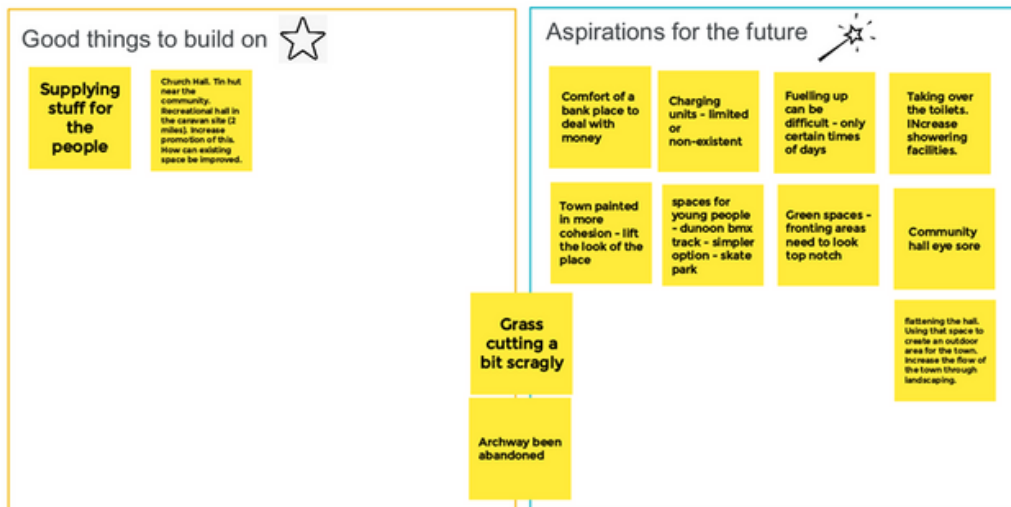 Good things to build on
Supplying
stuff for
the
people
Church Hall. Tin hut
near the
community.
Recreational hall in
the caravan site (2
miles). Increase
promotion of this.
How can existing
space be improved.
Grass
cutting a
bit scragly
Archway been
abandoned
Aspirations for the future
Comfort of a
bank place to
deal with
money
Charging
units - limited
or
non-existent
Fuelling up
can be
difficult - only
certain times
of days
Taking over
the toilets.
INcrease
showering
facilities.
Town painted
in more
cohesion - lift
the look of the
place
spaces for
young people
- dunoon bmx
track - simpler
option - skate
park
Green spaces -
fronting areas
need to look
top notch
Community
hall eye sore
flattening the hall.
Using that space to
create an outdoor
area for the town.
Increase the flow of
the town through
landscaping.